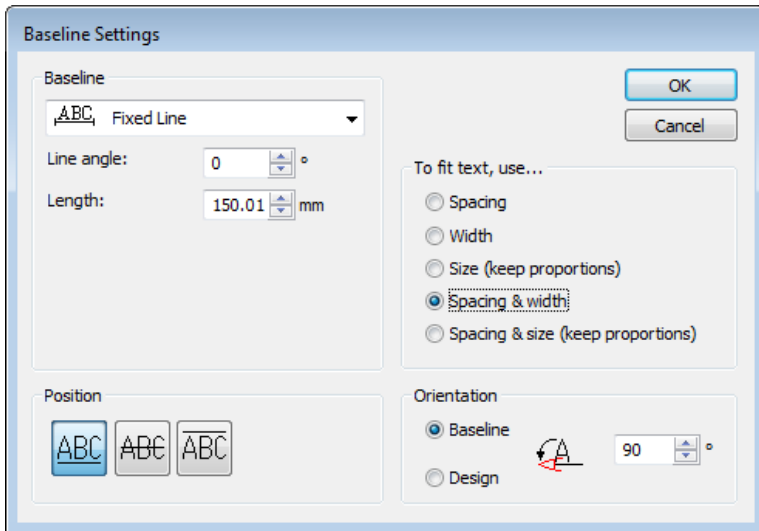 Baseline Settings
Baseline
ABC Fixed Line
Line angle: 0 °
Length: 150.01 mm
OK
Cancel
To fit text, use...
Spacing
Width
Size (keep proportions)
Spacing & width
Spacing & size (keep proportions)
Position
ABC ABC ABC
Orientation
Baseline
A 90 °
Design